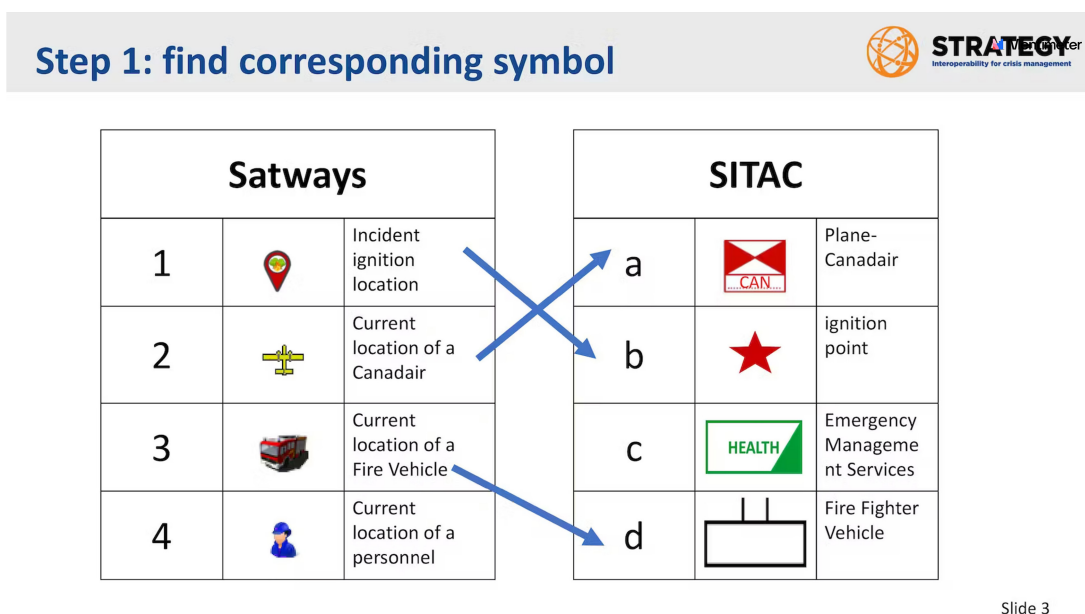 Step 1: find corresponding symbol
STRATEGY
Mentimeter
Interoperability for crisis management
Satways
1
Incident
ignition
location
2
Current
location of a
Canadair
3
Current
location of a
Fire Vehicle
4
Current
location of a
personnel
SITAC
a
CAN
Plane-
Canadair
b
ignition
point
c
HEALTH
Emergency
Manageme
nt Services
d
Fire Fighter
Vehicle
Slide 3